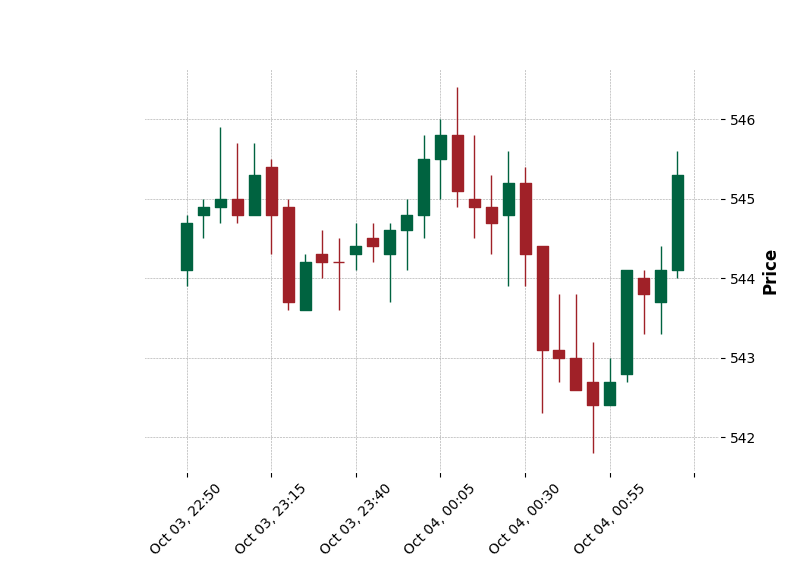 546
545
544
543
542
Price
Oct 03, 22:50
Oct 03, 23:15
Oct 03, 23:40
Oct 04, 00:05
Oct 04, 00:30
Oct 04, 00:55